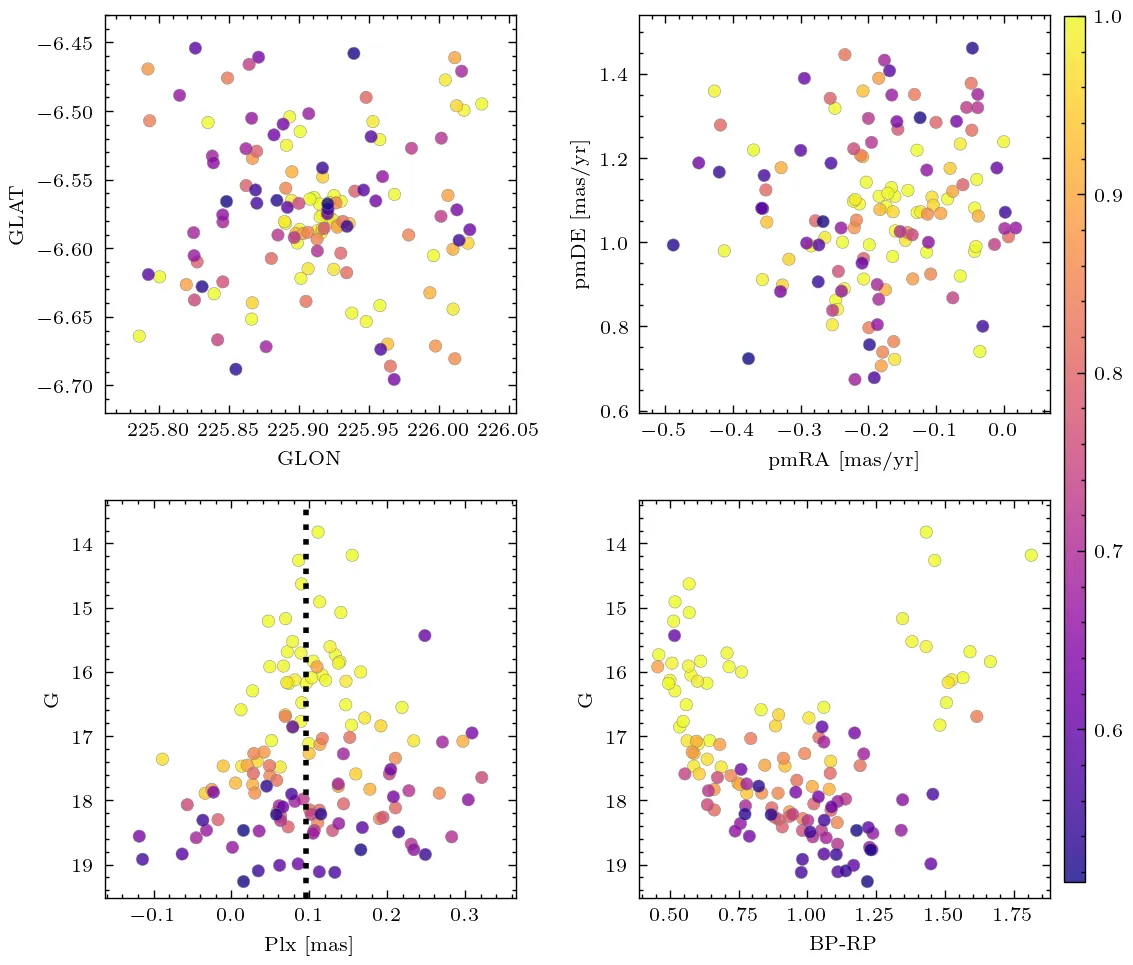 −6.45
−6.50
−6.55
−6.60
−6.65
−6.70
GLAT
225.80 225.85 225.90 225.95 226.00 226.05
GLON
1.4
1.2
1.0
0.8
0.6
pmDE [mas/yr]
−0.5 −0.4 −0.3 −0.2 −0.1 0.0
pmRA [mas/yr]
1.0
0.9
0.8
0.7
0.6
14
15
16
17
18
19
G
−0.1 0.0 0.1 0.2 0.3
Plx [mas]
14
15
16
17
18
19
G
0.50 0.75 1.00 1.25 1.50 1.75
BP-RP